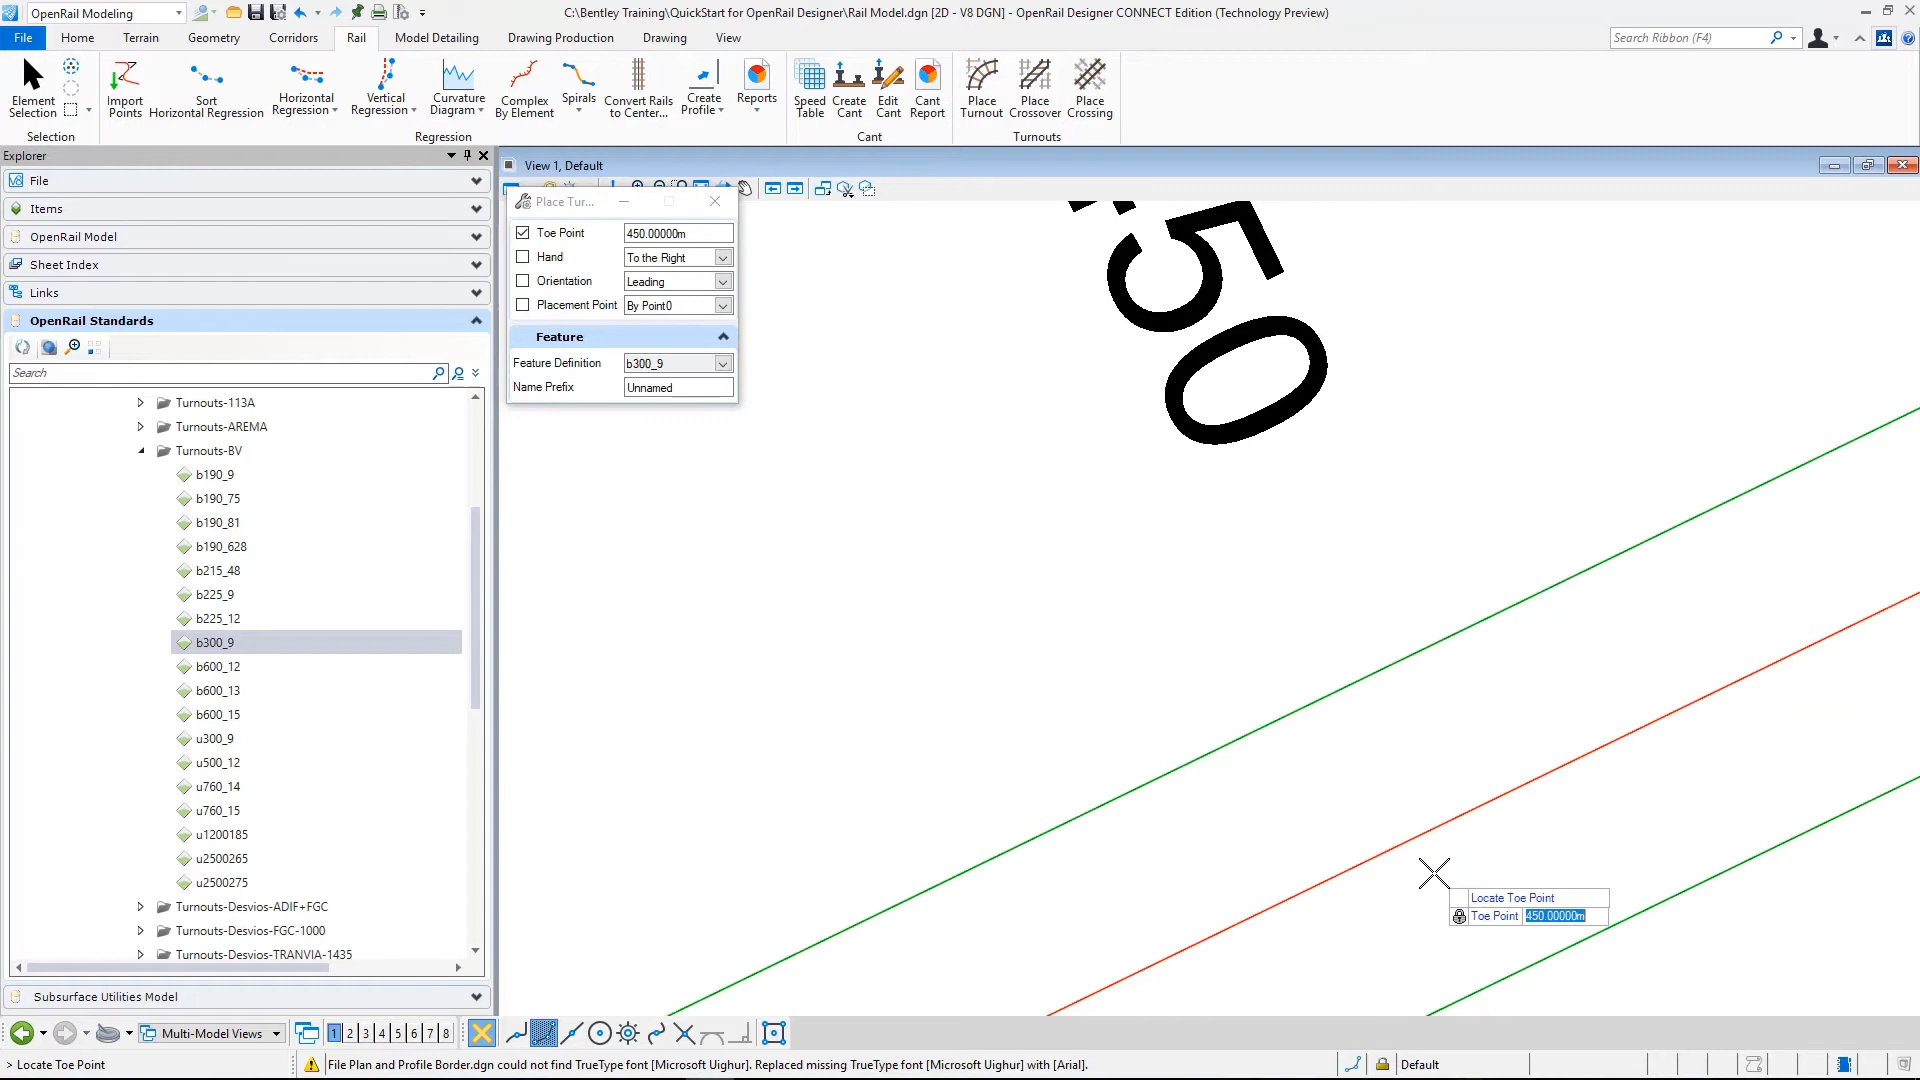 OpenRail Modeling
C:\Bentley Training\QuickStart for OpenRail Designer\Rail Model.dgn [2D - V8 DGN] - OpenRail Designer CONNECT Edition (Technology Preview)
File Home Terrain Geometry Corridors Rail Model Detailing Drawing Production Drawing View
Search Ribbon (F4)
Element Selection
Import Points
Sort Horizontal Regression
Horizontal Regression
Vertical Regression
Curvature Diagram
Complex By Element
Spirals
Convert Rails to Center...
Create Profile
Reports
Speed Table
Create Cant
Edit Cant
Cant Report
Place Turnout
Place Crossover
Place Crossing
Selection
Regression
Cant
Turnouts
Explorer
File
Items
OpenRail Model
Sheet Index
Links
OpenRail Standards
Search
Turnouts-113A
Turnouts-AREMA
Turnouts-BV
b190_9
b190_75
b190_81
b190_628
b215_48
b225_9
b225_12
b300_9
b600_12
b600_13
b600_15
u300_9
u500_12
u760_14
u760_15
u1200185
u2500265
u2500275
Turnouts-Desvios-ADIF+FGC
Turnouts-Desvios-FGC-1000
Turnouts-Desvios-TRANVIA-1435
Subsurface Utilities Model
View 1, Default
Place Tur...
Toe Point 450.00000m
Hand To the Right
Orientation Leading
Placement Point By Point0
Feature
Feature Definition b300_9
Name Prefix Unnamed
50
Locate Toe Point
Toe Point 450.00000m
Multi-Model Views
1 2 3 4 5 6 7 8
> Locate Toe Point
File Plan and Profile Border.dgn could not find TrueType font [Microsoft Uighur]. Replaced missing TrueType font [Microsoft Uighur] with [Arial].
Default